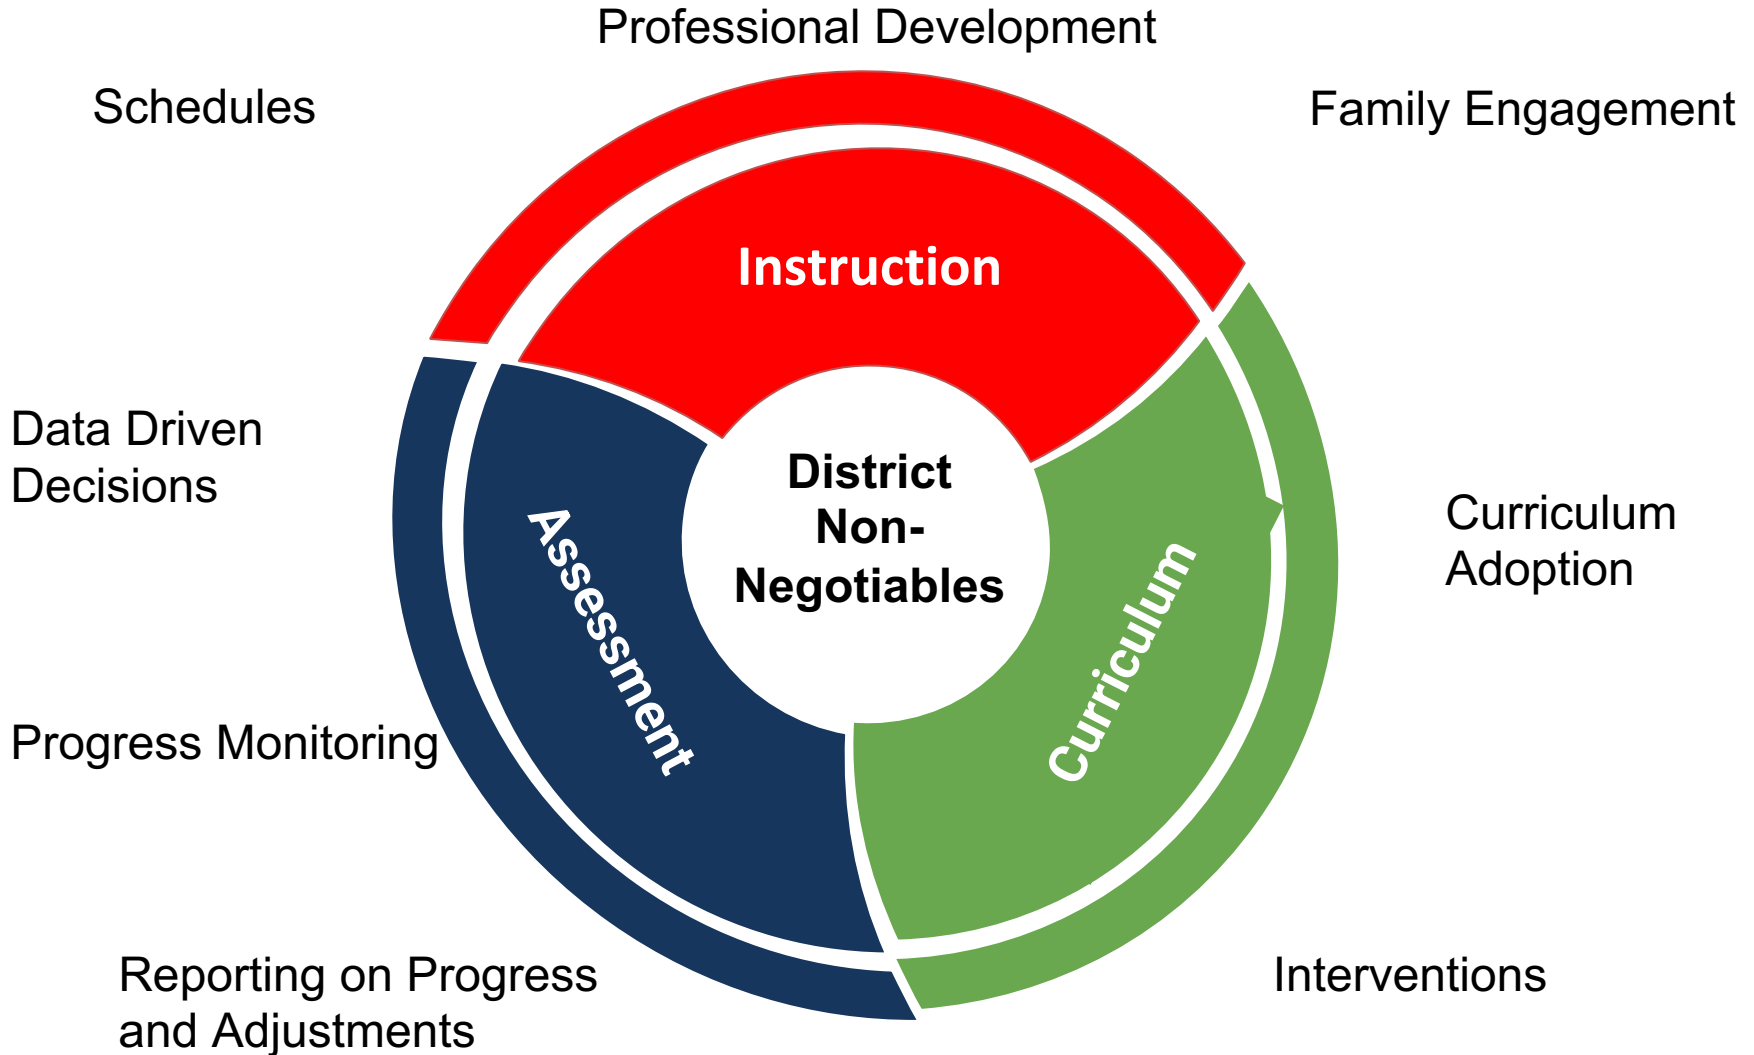 Professional Development
Schedules
Family Engagement
Instruction
Data Driven
Decisions
District
Non-
Negotiables
Curriculum
Adoption
Assessment
Curriculum
Progress Monitoring
Reporting on Progress
and Adjustments
Interventions